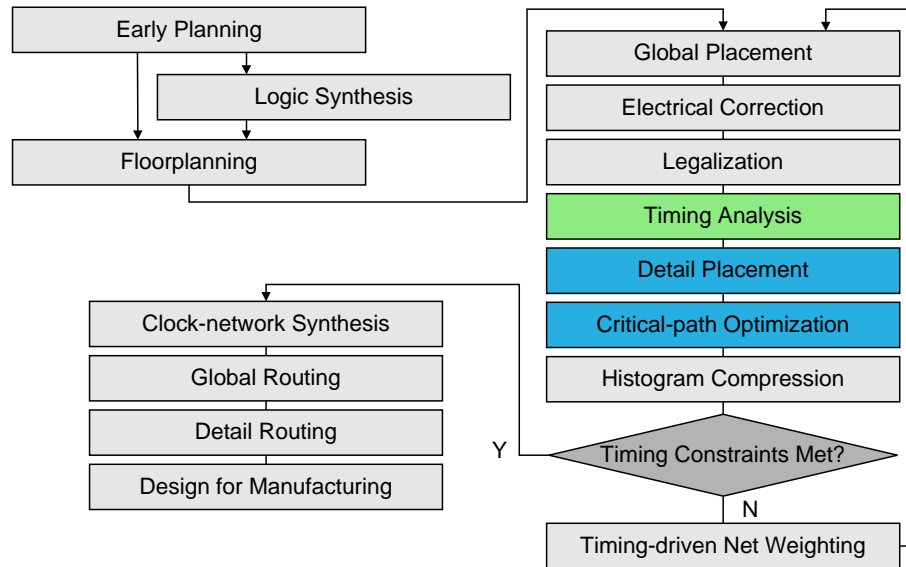 Early Planning
Logic Synthesis
Floorplanning
Global Placement
Electrical Correction
Legalization
Timing Analysis
Detail Placement
Critical-path Optimization
Histogram Compression
Timing Constraints Met?
Y
N
Timing-driven Net Weighting
Clock-network Synthesis
Global Routing
Detail Routing
Design for Manufacturing